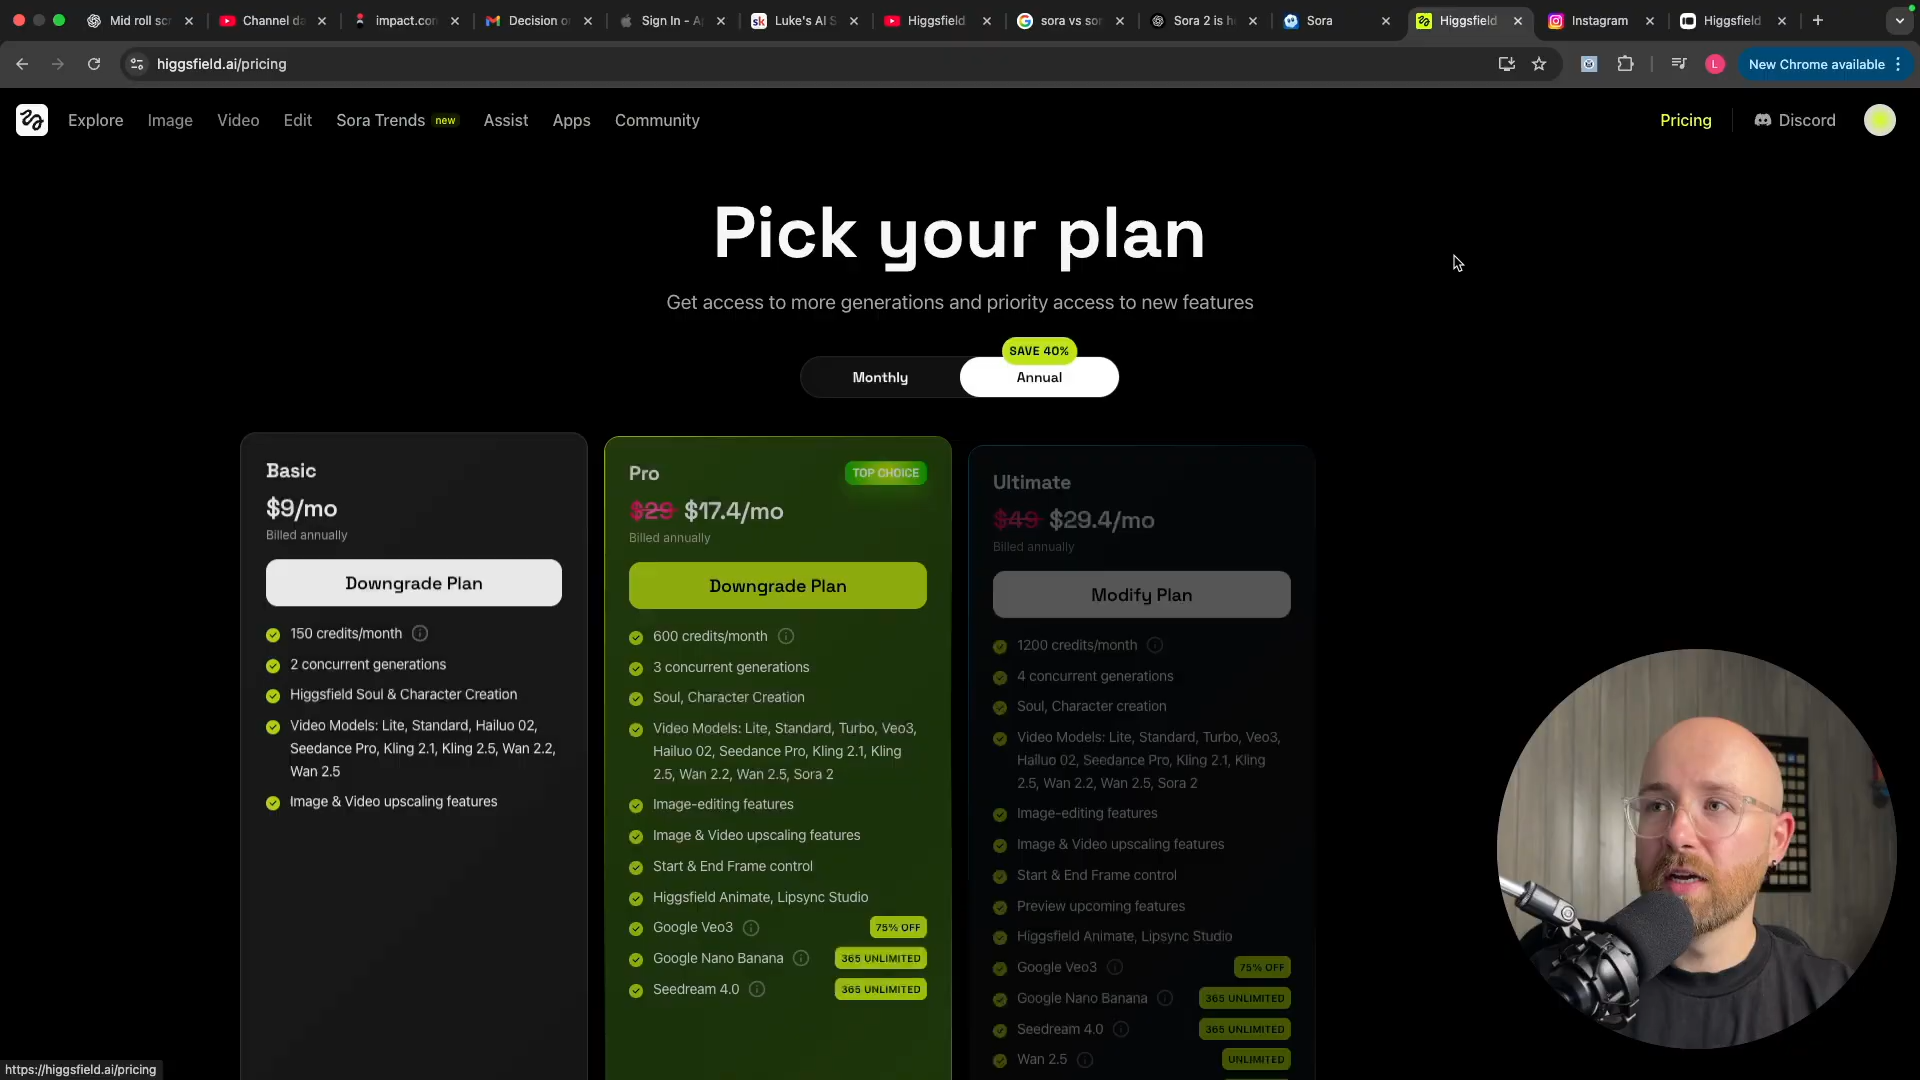 Mid roll scr
Channel da
impact.con
Decision o
Sign In - A
Luke's AI S
Higgsfield
sora vs sor
Sora 2 is h
Sora
Higgsfield
Instagram
Higgsfield
higgsfield.ai/pricing
New Chrome available
Explore
Image
Video
Edit
Sora Trends new
Assist
Apps
Community
Pricing
Discord
Pick your plan
Get access to more generations and priority access to new features
SAVE 40%
Monthly
Annual
Basic
$9/mo
Billed annually
Downgrade Plan
150 credits/month
2 concurrent generations
Higgsfield Soul & Character Creation
Video Models: Lite, Standard, Hailuo 02,
Seedance Pro, Kling 2.1, Kling 2.5, Wan 2.2,
Wan 2.5
Image & Video upscaling features
Pro
TOP CHOICE
$29 $17.4/mo
Billed annually
Downgrade Plan
600 credits/month
3 concurrent generations
Soul, Character Creation
Video Models: Lite, Standard, Turbo, Veo3,
Hailuo 02, Seedance Pro, Kling 2.1, Kling
2.5, Wan 2.2, Wan 2.5, Sora 2
Image-editing features
Image & Video upscaling features
Start & End Frame control
Higgsfield Animate, Lipsync Studio
Google Veo3 75% OFF
Google Nano Banana 365 UNLIMITED
Seedream 4.0 365 UNLIMITED
Ultimate
$49 $29.4/mo
Billed annually
Modify Plan
1200 credits/month
4 concurrent generations
Soul, Character creation
Video Models: Lite, Standard, Turbo, Veo3,
Hailuo 02, Seedance Pro, Kling 2.1, Kling
2.5, Wan 2.2, Wan 2.5, Sora 2
Image-editing features
Image & Video upscaling features
Start & End Frame control
Preview upcoming features
Higgsfield Animate, Lipsync Studio
Google Veo3 75% OFF
Google Nano Banana 365 UNLIMITED
Seedream 4.0 365 UNLIMITED
Wan 2.5 UNLIMITED
https://higgsfield.ai/pricing